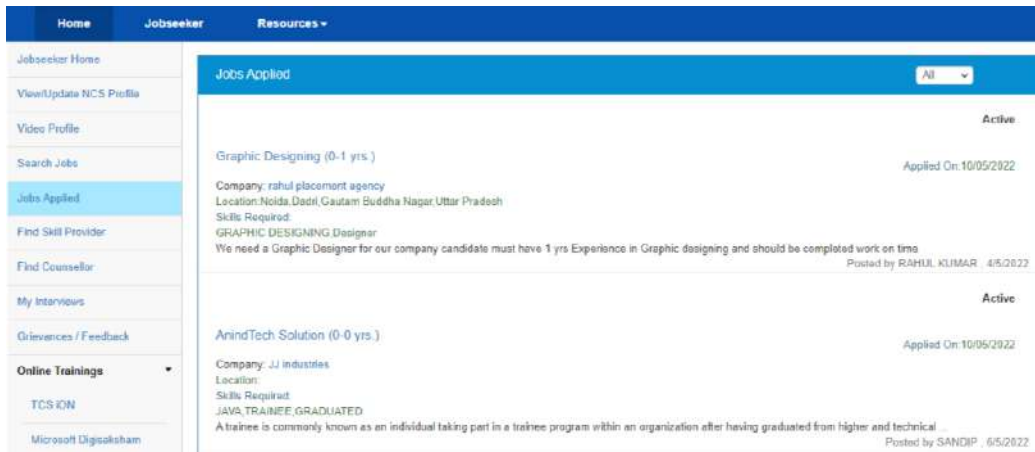 Home Jobseeker Resources
Jobseeker Home
View/Update NCS Profile
Video Profile
Search Jobs
Jobs Applied
Find Skill Provider
Find Counsellor
My Interviews
Grievances / Feedback
Online Trainings
TCS iON
Microsoft Digisaksham
Jobs Applied All
Active
Graphic Designing (0-1 yrs.)
Applied On:10/05/2022
Company: rahul placement agency
Location:Noida,Dadri,Gautam Buddha Nagar,Uttar Pradesh
Skills Required:
GRAPHIC DESIGNING,Designer
We need a Graphic Designer for our company candidate must have 1 yrs Experience in Graphic designing and should be completed work on time
Posted by RAHUL KUMAR , 4/5/2022
Active
AnindTech Solution (0-0 yrs.)
Applied On:10/05/2022
Company: JJ industries
Location:
Skills Required:
JAVA,TRAINEE,GRADUATED
A trainee is commonly known as an individual taking part in a trainee program within an organization after having graduated from higher and technical ...
Posted by SANDIP , 6/5/2022